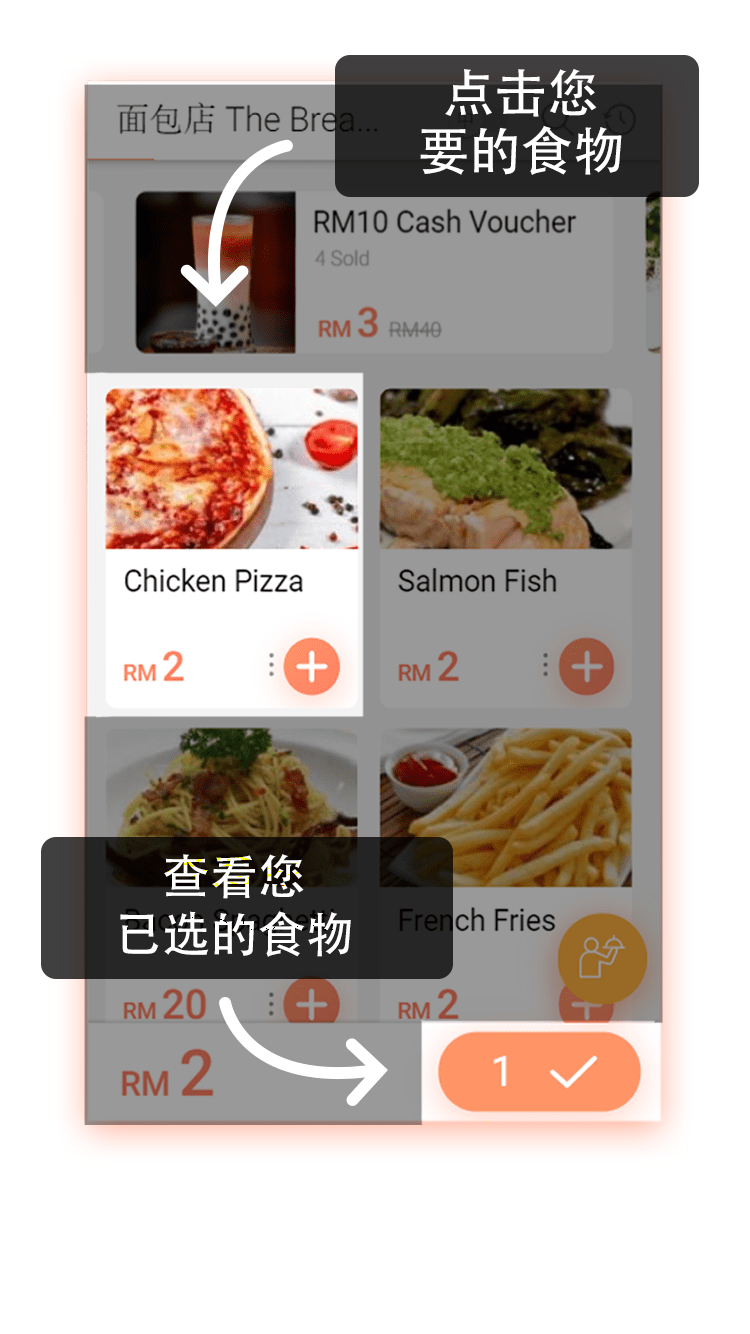 点击您
要的食物
面包店 The Brea...
RM10 Cash Voucher
4 Sold
RM 3 RM40
Chicken Pizza
Salmon Fish
RM 2
RM 2
查看您
已选的食物
French Fries
RM 20
RM 2
RM 2
1